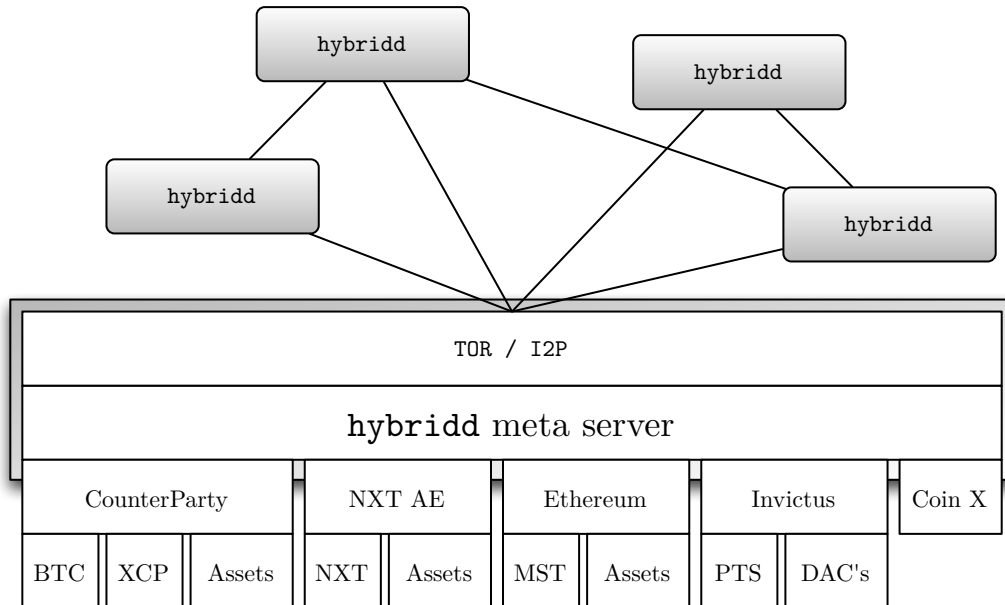 hybridd
hybridd
hybridd
hybridd
TOR / I2P
hybridd meta server
CounterParty
NXT AE
Ethereum
Invictus
Coin X
BTC
XCP
Assets
NXT
Assets
MST
Assets
PTS
DAC's